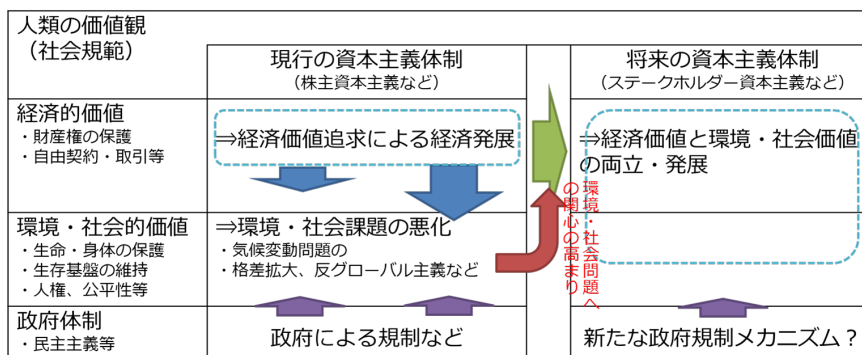 人類の価値観
（社会規範）
現行の資本主義体制
（株主資本主義など）
将来の資本主義体制
（ステークホルダー資本主義など）
経済的価値
・財産権の保護
・自由契約・取引等
⇒経済価値追求による経済発展
⇒経済価値と環境・社会価値
の両立・発展
環境・社会的価値
・生命・身体の保護
・生存基盤の維持
・人権、公平性等
⇒環境・社会課題の悪化
・気候変動問題の
・格差拡大、反グローバル主義など
環境・社会問題へ
の関心の高まり
政府体制
・民主主義等
政府による規制など
新たな政府規制メカニズム？